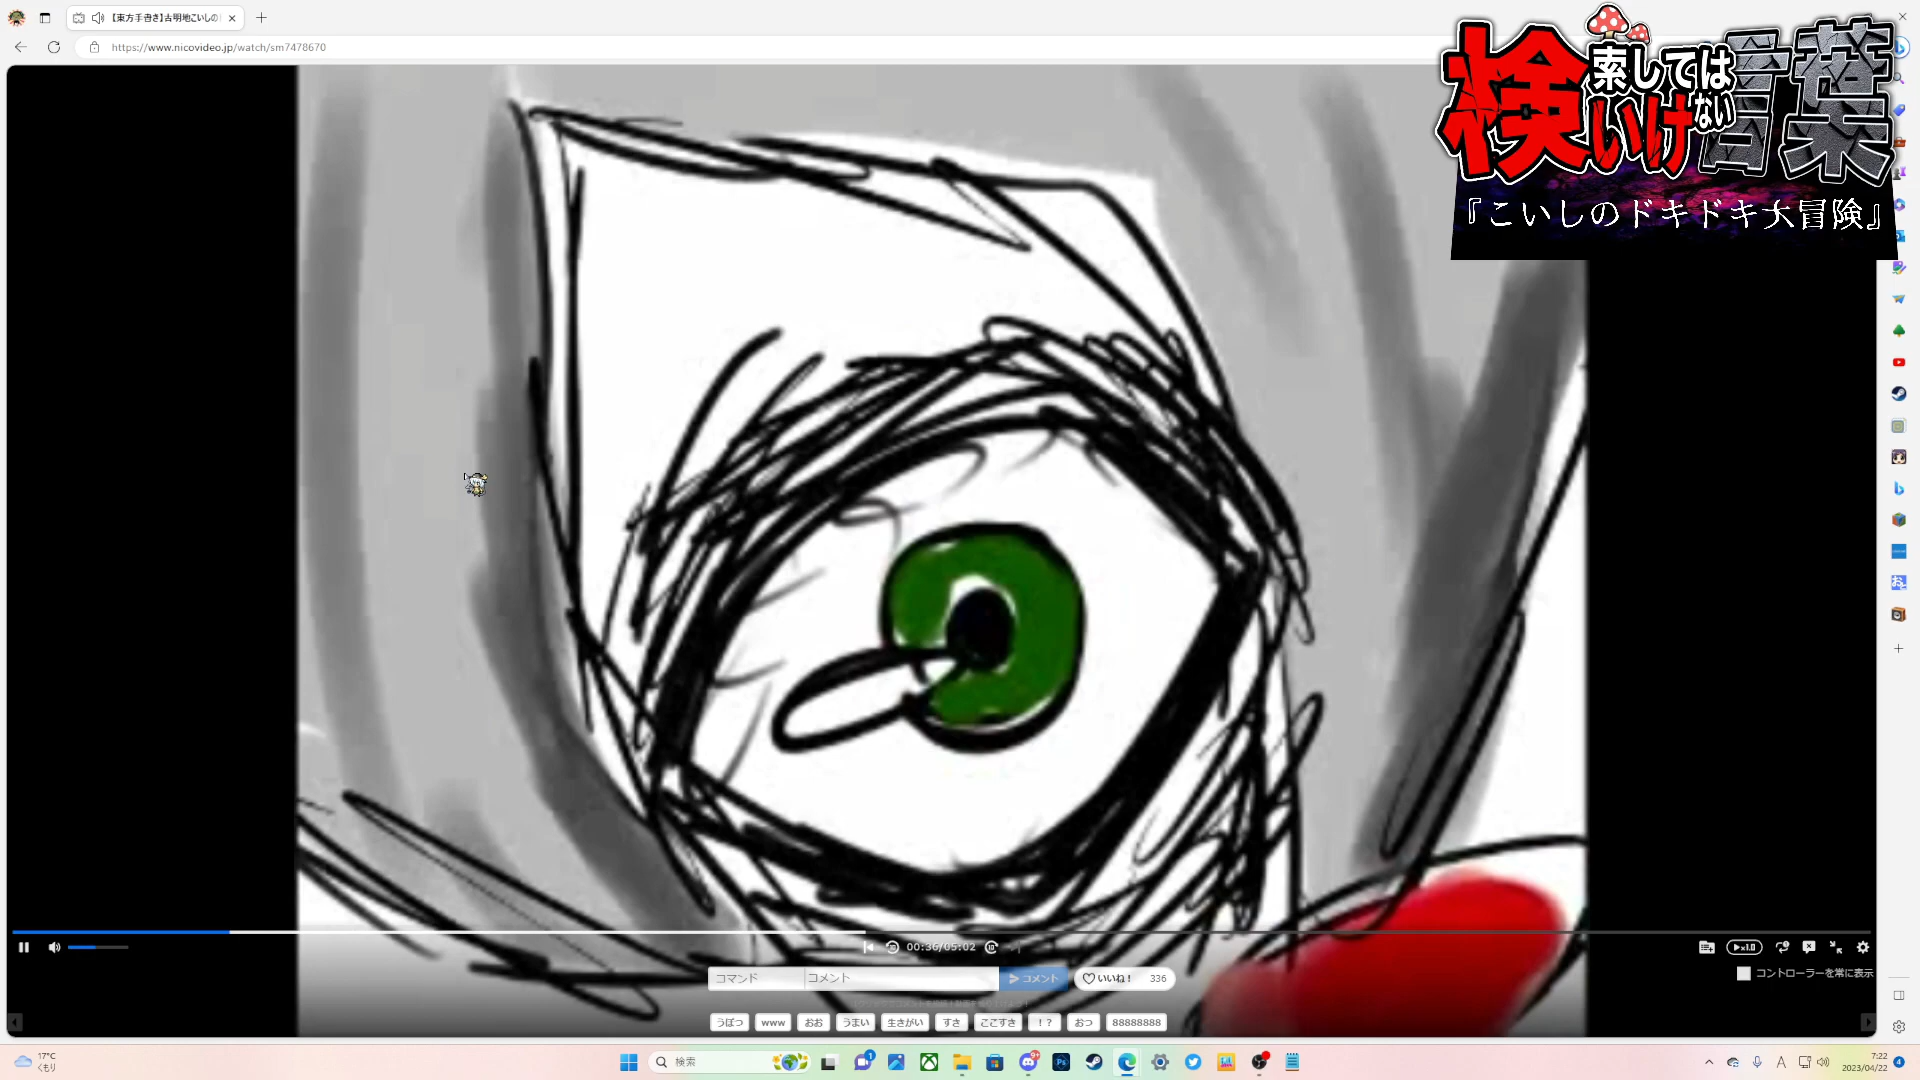 【東方手書き】古明地こいしの
https://www.nicovideo.jp/watch/sm7478670
検索してはいけない言葉
『こいしのドキドキ大冒険』
00:36/05:02
×1.0
コントローラーを常に表示
コマンド
コメント
コメント
いいね!
336
うぽつ
www
おお
うまい
生きがい
すさ
ここすき
！？
おつ
88888888
17°C
くもり
検索
7:22
2023/04/22